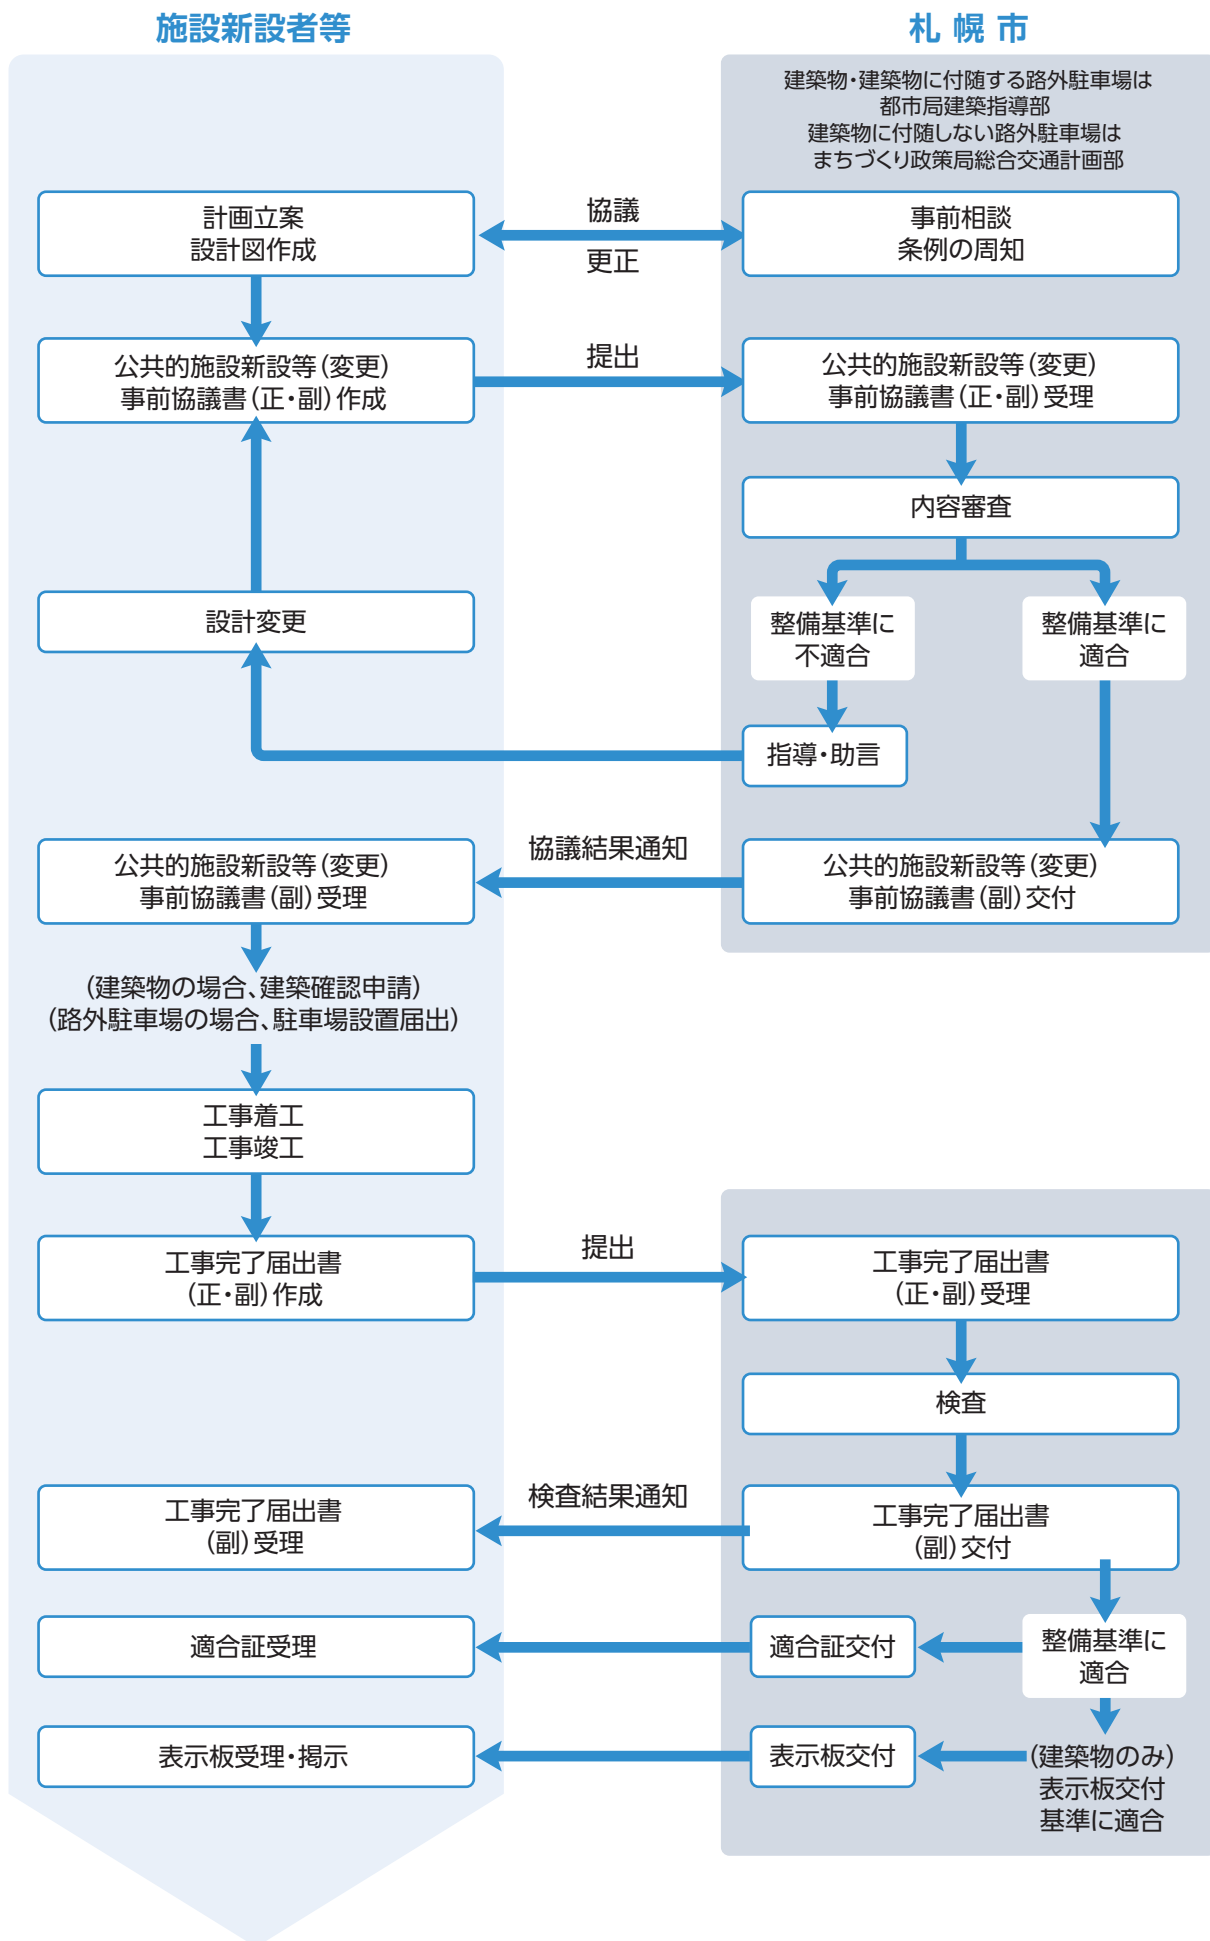 施設新設者等
札幌市
建築物・建築物に付随する路外駐車場は
都市局建築指導部
建築物に付随しない路外駐車場は
まちづくり政策局総合交通計画部
計画立案
設計図作成
協議
更正
事前相談
条例の周知
公共的施設新設等(変更)
事前協議書(正・副)作成
提出
公共的施設新設等(変更)
事前協議書(正・副)受理
内容審査
設計変更
整備基準に
不適合
整備基準に
適合
指導・助言
公共的施設新設等(変更)
事前協議書(副)受理
協議結果通知
公共的施設新設等(変更)
事前協議書(副)交付
(建築物の場合、建築確認申請)
(路外駐車場の場合、駐車場設置届出)
工事着工
工事竣工
工事完了届出書
(正・副)作成
提出
工事完了届出書
(正・副)受理
検査
工事完了届出書
(副)受理
検査結果通知
工事完了届出書
(副)交付
適合証受理
適合証交付
整備基準に
適合
表示板受理・掲示
表示板交付
(建築物のみ)
表示板交付
基準に適合